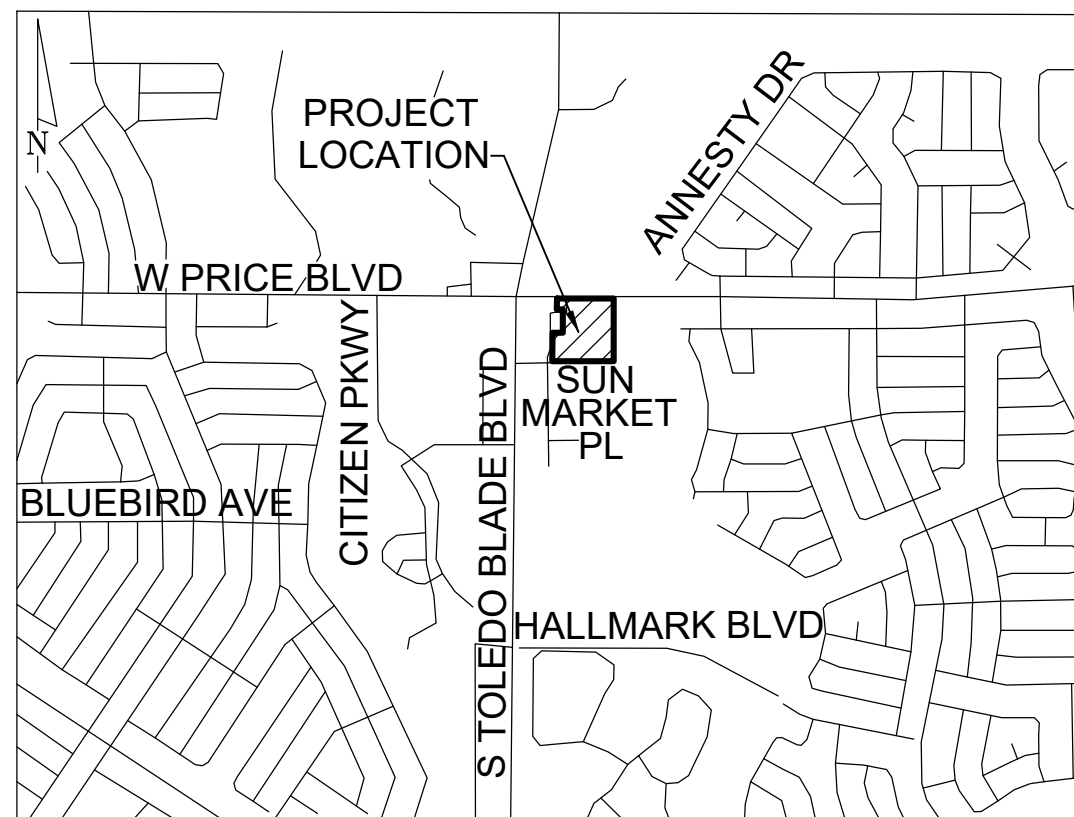 PROJECT
LOCATION
ANNESTY DR
N
W PRICE BLVD
CITIZEN PKWY
S TOLEDO BLADE BLVD
SUN
MARKET
PL
BLUEBIRD AVE
HALLMARK BLVD